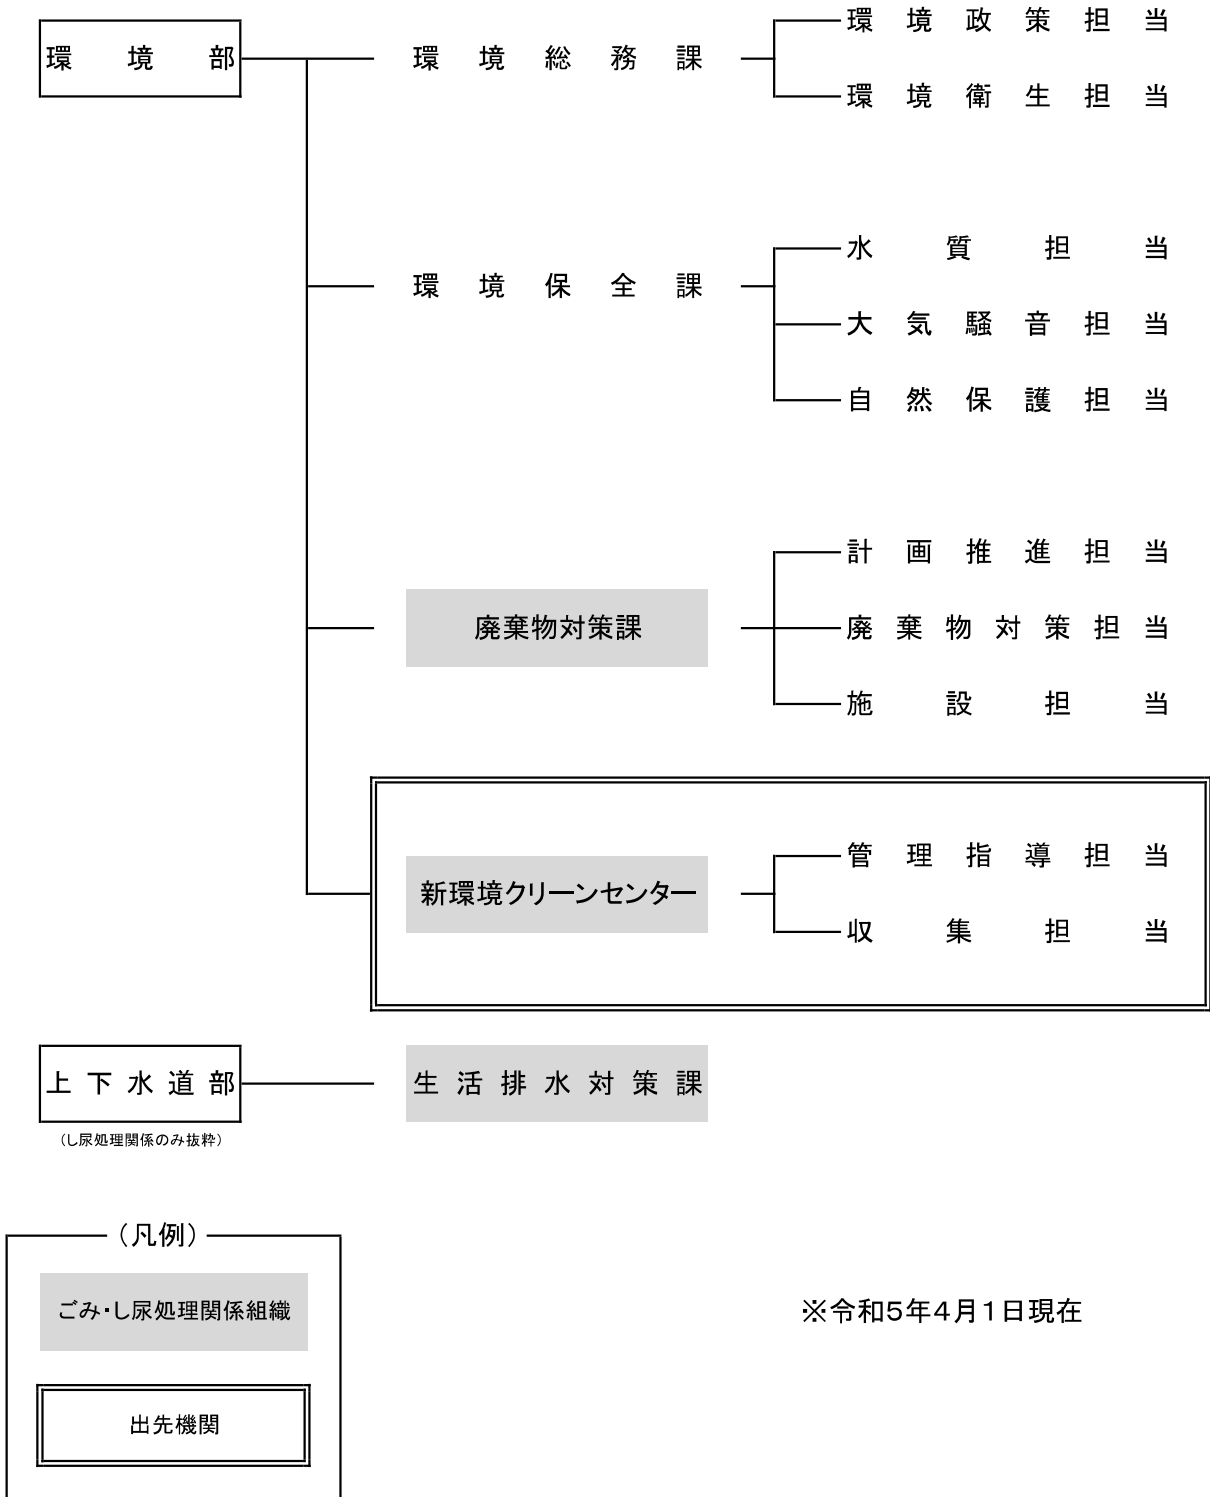 環境政策担当
環境部
環境総務課
環境衛生担当
水質担当
環境保全課
大気騒音担当
自然保護担当
計画推進担当
廃棄物対策課
廃棄物対策担当
施設担当
管理指導担当
新環境クリーンセンター
収集担当
上下水道部
生活排水対策課
（し尿処理関係のみ抜粋）
（凡例）
ごみ・し尿処理関係組織
※令和５年４月１日現在
出先機関